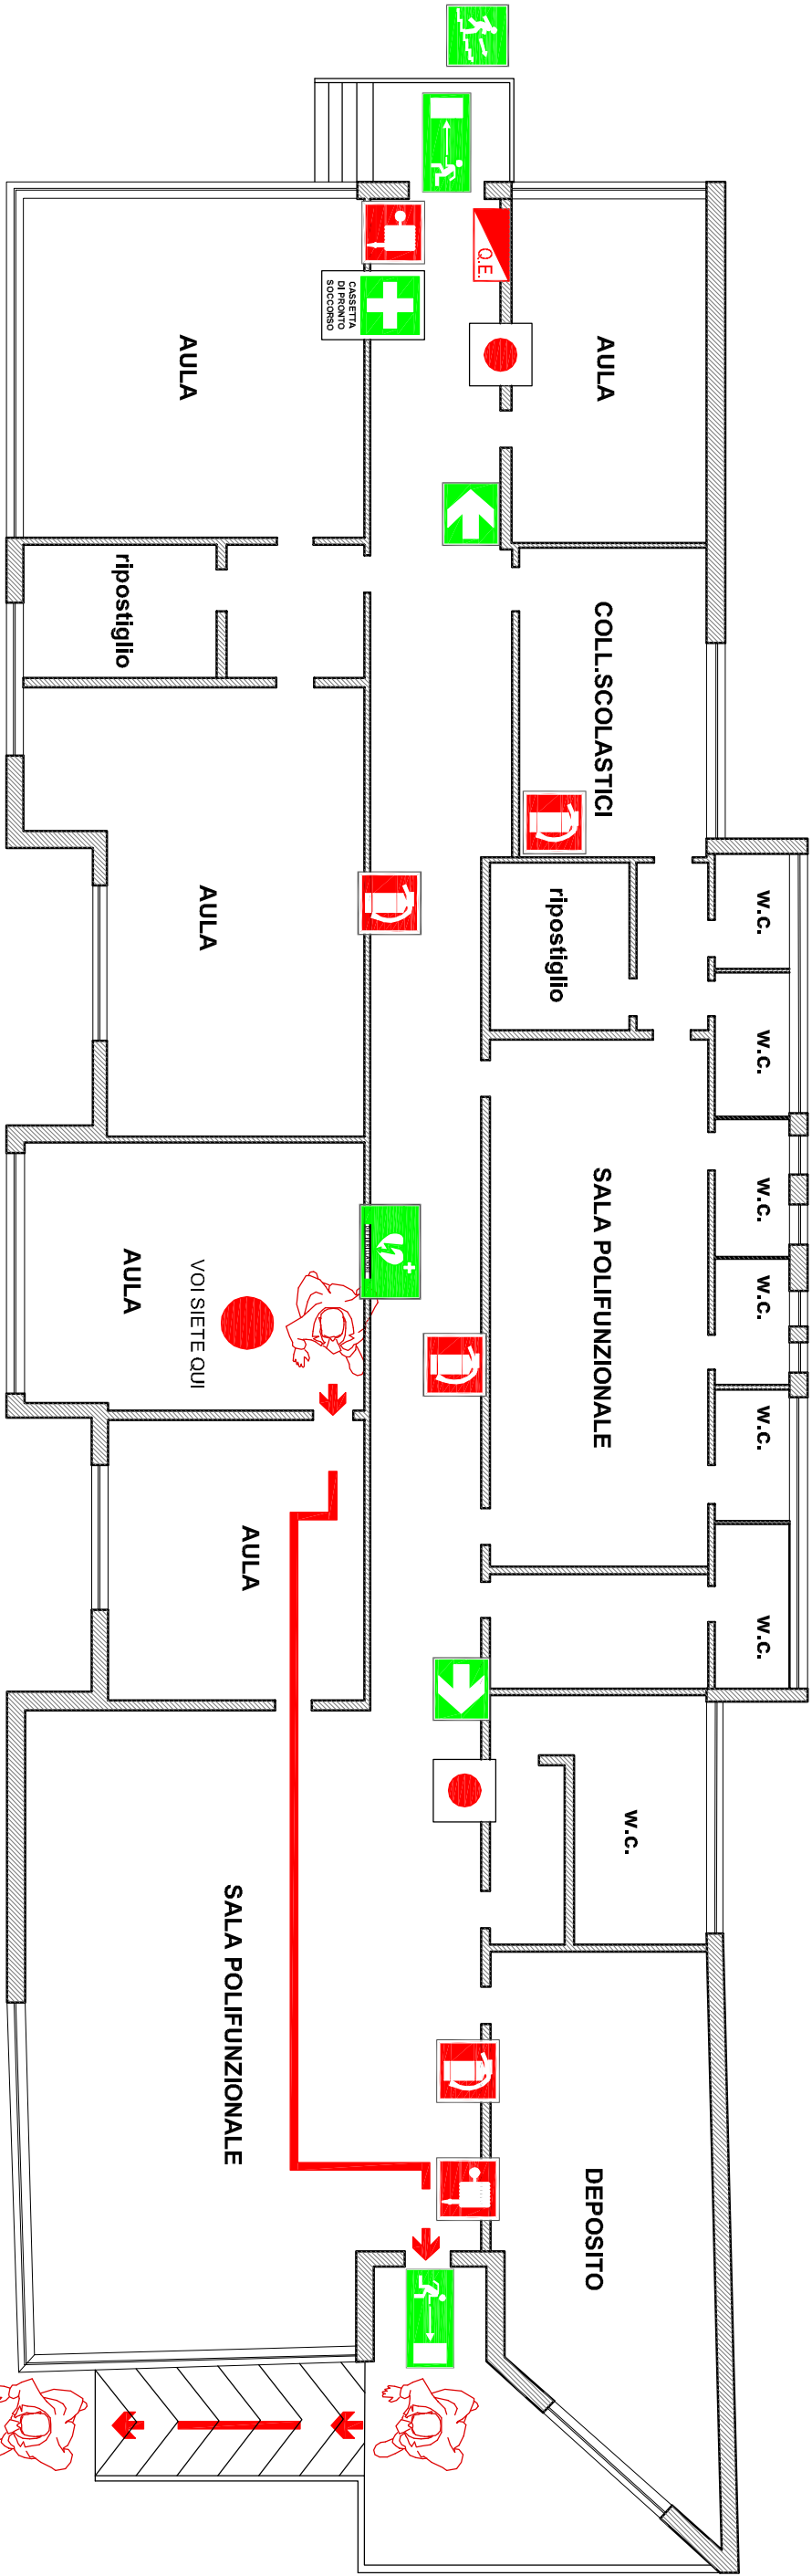 Q.E.
CASSETTA
DI PRONTO
SOCCORSO
AULA
AULA
ripostiglio
COLL.SCOLASTICI
AULA
ripostiglio
w.c.
w.c.
w.c.
w.c.
w.c.
w.c.
SALA POLIFUNZIONALE
AULA
VOI SIETE QUI
AULA
w.c.
SALA POLIFUNZIONALE
DEPOSITO